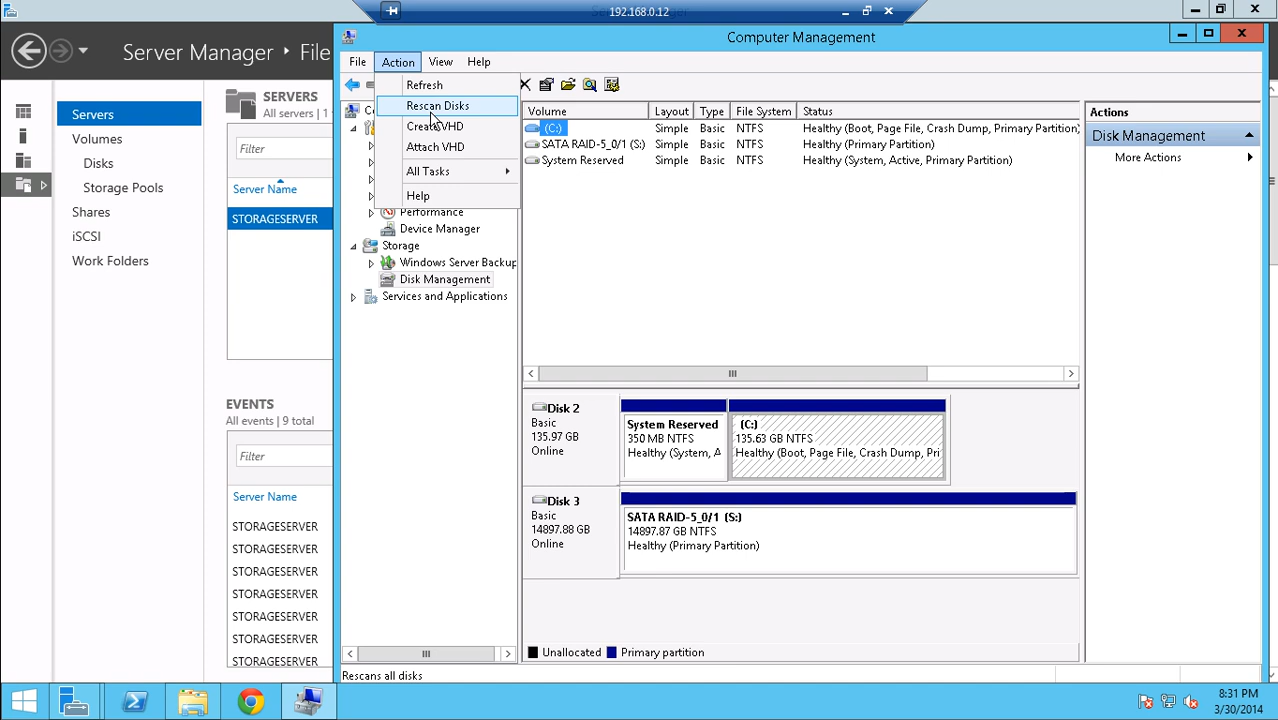 192.168.0.12
Server Manager
File
Computer Management
File
Action
View
Help
Refresh
Rescan Disks
Create VHD
Attach VHD
All Tasks
Help
Servers
Volumes
Disks
Storage Pools
Shares
iSCSI
Work Folders
SERVERS
All servers | 1
Filter
Server Name
STORAGESERVER
EVENTS
All events | 9 total
Filter
Server Name
STORAGESERVER
STORAGESERVER
STORAGESERVER
STORAGESERVER
STORAGESERVER
STORAGESERVER
STORAGESERVER
Performance
Device Manager
Storage
Windows Server Backup
Disk Management
Services and Applications
Volume Layout Type File System Status
(C:) Simple Basic NTFS Healthy (Boot, Page File, Crash Dump, Primary Partition)
SATA RAID-5_0/1 (S:) Simple Basic NTFS Healthy (Primary Partition)
System Reserved Simple Basic NTFS Healthy (System, Active, Primary Partition)
Disk 2
Basic
135.97 GB
Online
System Reserved
350 MB NTFS
Healthy (System, A
(C:)
135.63 GB NTFS
Healthy (Boot, Page File, Crash Dump, Pri
Disk 3
Basic
14897.88 GB
Online
SATA RAID-5_0/1 (S:)
14897.87 GB NTFS
Healthy (Primary Partition)
Unallocated
Primary partition
Rescans all disks
Actions
Disk Management
More Actions
8:31 PM
3/30/2014